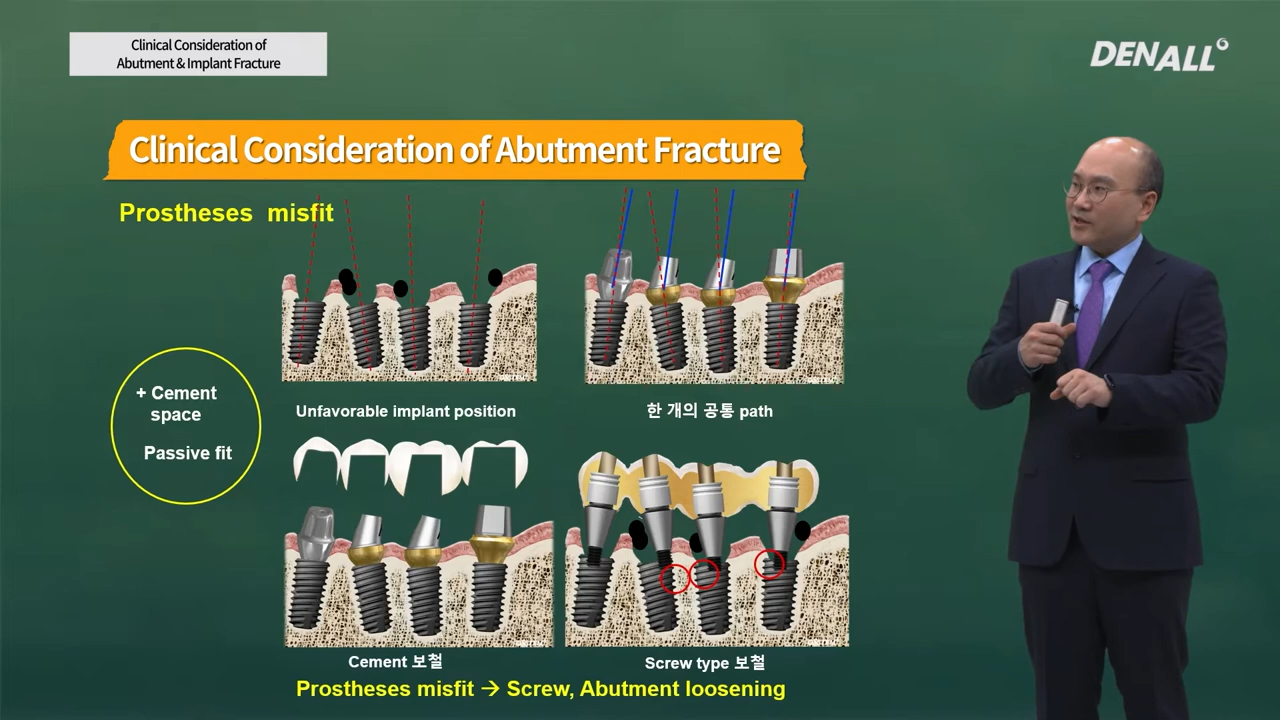 Clinical Consideration of
Abutment & Implant Fracture
DENALL
Clinical Consideration of Abutment Fracture
Prostheses misfit
Unfavorable implant position
한 개의 공통 path
+ Cement
space
Passive fit
Cement 보철
Screw type 보철
Prostheses misfit → Screw, Abutment loosening